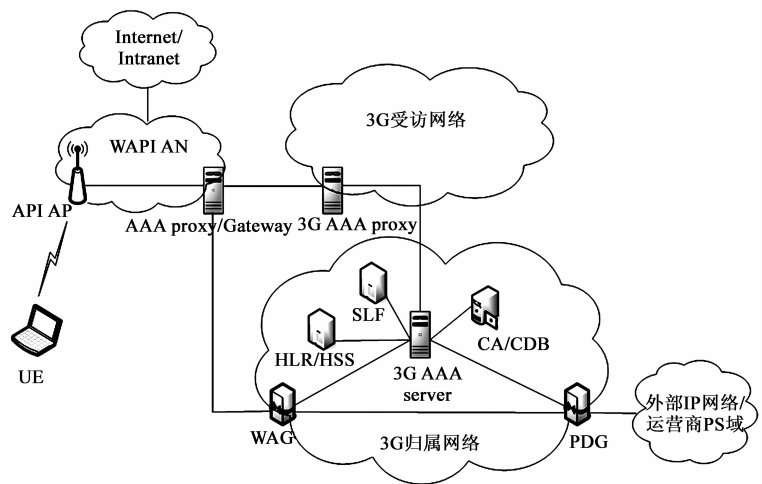 Internet/
Intranet
WAPI AN
3G受访网络
API AP
AAA proxy/Gateway
3G AAA proxy
SLF
CA/CDB
HLR/HSS
3G AAA
server
UE
WAG
3G归属网络
PDG
外部IP网络/
运营商PS域